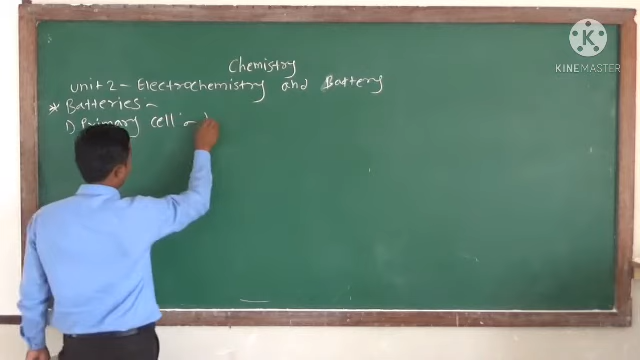 Chemistry
Unit 2 - Electrochemistry and Battery
* Batteries -
1) Primary cell :-
K
KINEMASTER